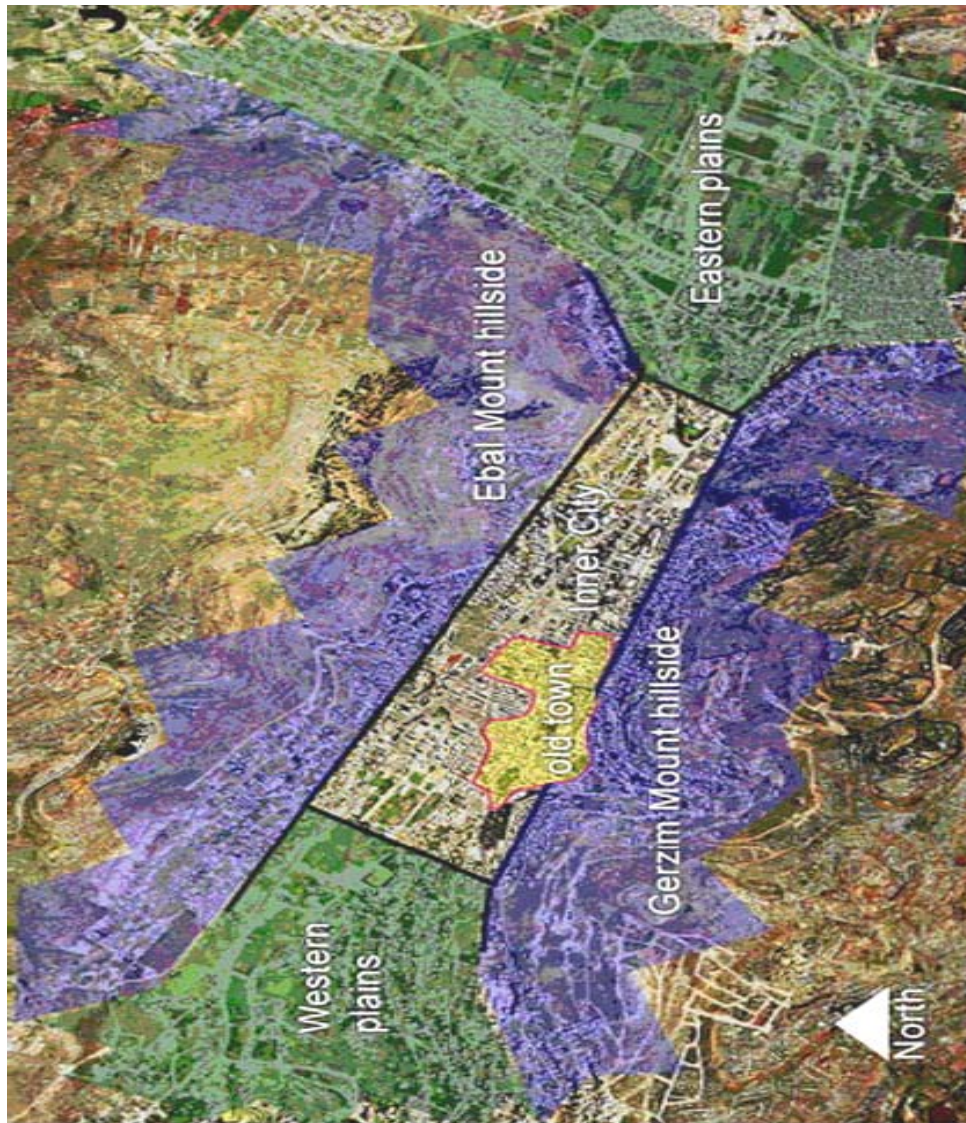 Ebal Mount hillside
Eastern plains
Inner City
old town
Western
plains
Gerzim Mount hillside
North